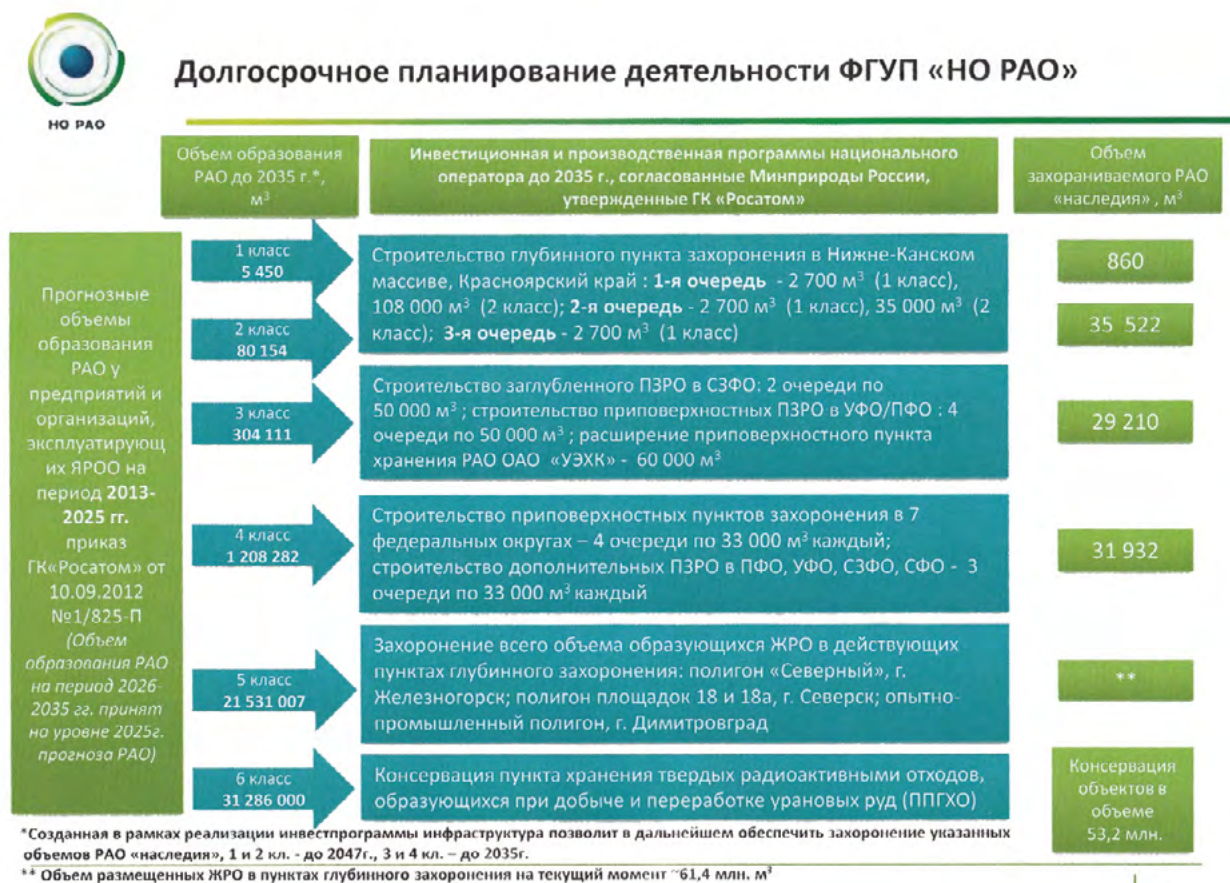 Долгосрочное планирование деятельности ФГУП «НО РАО»
НО РАО
Объем образования
РАО до 2035 г.*,
м³
Инвестиционная и производственная программы национального
оператора до 2035 г., согласованные Минприроды России,
утвержденные ГК «Росатом»
Объем
захораниваемого РАО
«наследия» , м³
Прогнозные
объемы
образования
РАО у
предприятий и
организаций,
эксплуатирующ
их ЯРОО на
период 2013-
2025 гг.
приказ
ГК«Росатом» от
10.09.2012
№1/825-П
(Объем
образования РАО
на период 2026-
2035 гг. принят
на уровне 2025г.
прогноза РАО)
1 класс
5 450
2 класс
80 154
Строительство глубинного пункта захоронения в Нижне-Канском
массиве, Красноярский край : 1-я очередь - 2 700 м³ (1 класс),
108 000 м³ (2 класс); 2-я очередь - 2 700 м³ (1 класс), 35 000 м³ (2
класс); 3-я очередь - 2 700 м³ (1 класс)
860
35 522
3 класс
304 111
Строительство заглубленного ПЗРО в СЗФО: 2 очереди по
50 000 м³ ; строительство приповерхностных ПЗРО в УФО/ПФО : 4
очереди по 50 000 м³ ; расширение приповерхностного пункта
хранения РАО ОАО «УЭХК» - 60 000 м³
29 210
4 класс
1 208 282
Строительство приповерхностных пунктов захоронения в 7
федеральных округах – 4 очереди по 33 000 м³ каждый;
строительство дополнительных ПЗРО в ПФО, УФО, СЗФО, СФО - 3
очереди по 33 000 м³ каждый
31 932
5 класс
21 531 007
Захоронение всего объема образующихся ЖРО в действующих
пунктах глубинного захоронения: полигон «Северный», г.
Железногорск; полигон площадок 18 и 18а, г. Северск; опытно-
промышленный полигон, г. Димитровград
**
6 класс
31 286 000
Консервация пункта хранения твердых радиоактивными отходов,
образующихся при добыче и переработке урановых руд (ППГХО)
Консервация
объектов в
объеме
53,2 млн.
*Созданная в рамках реализации инвестпрограммы инфраструктура позволит в дальнейшем обеспечить захоронение указанных
объемов РАО «наследия», 1 и 2 кл. - до 2047г., 3 и 4 кл. – до 2035г.
** Объем размещенных ЖРО в пунктах глубинного захоронения на текущий момент ~61,4 млн. м³